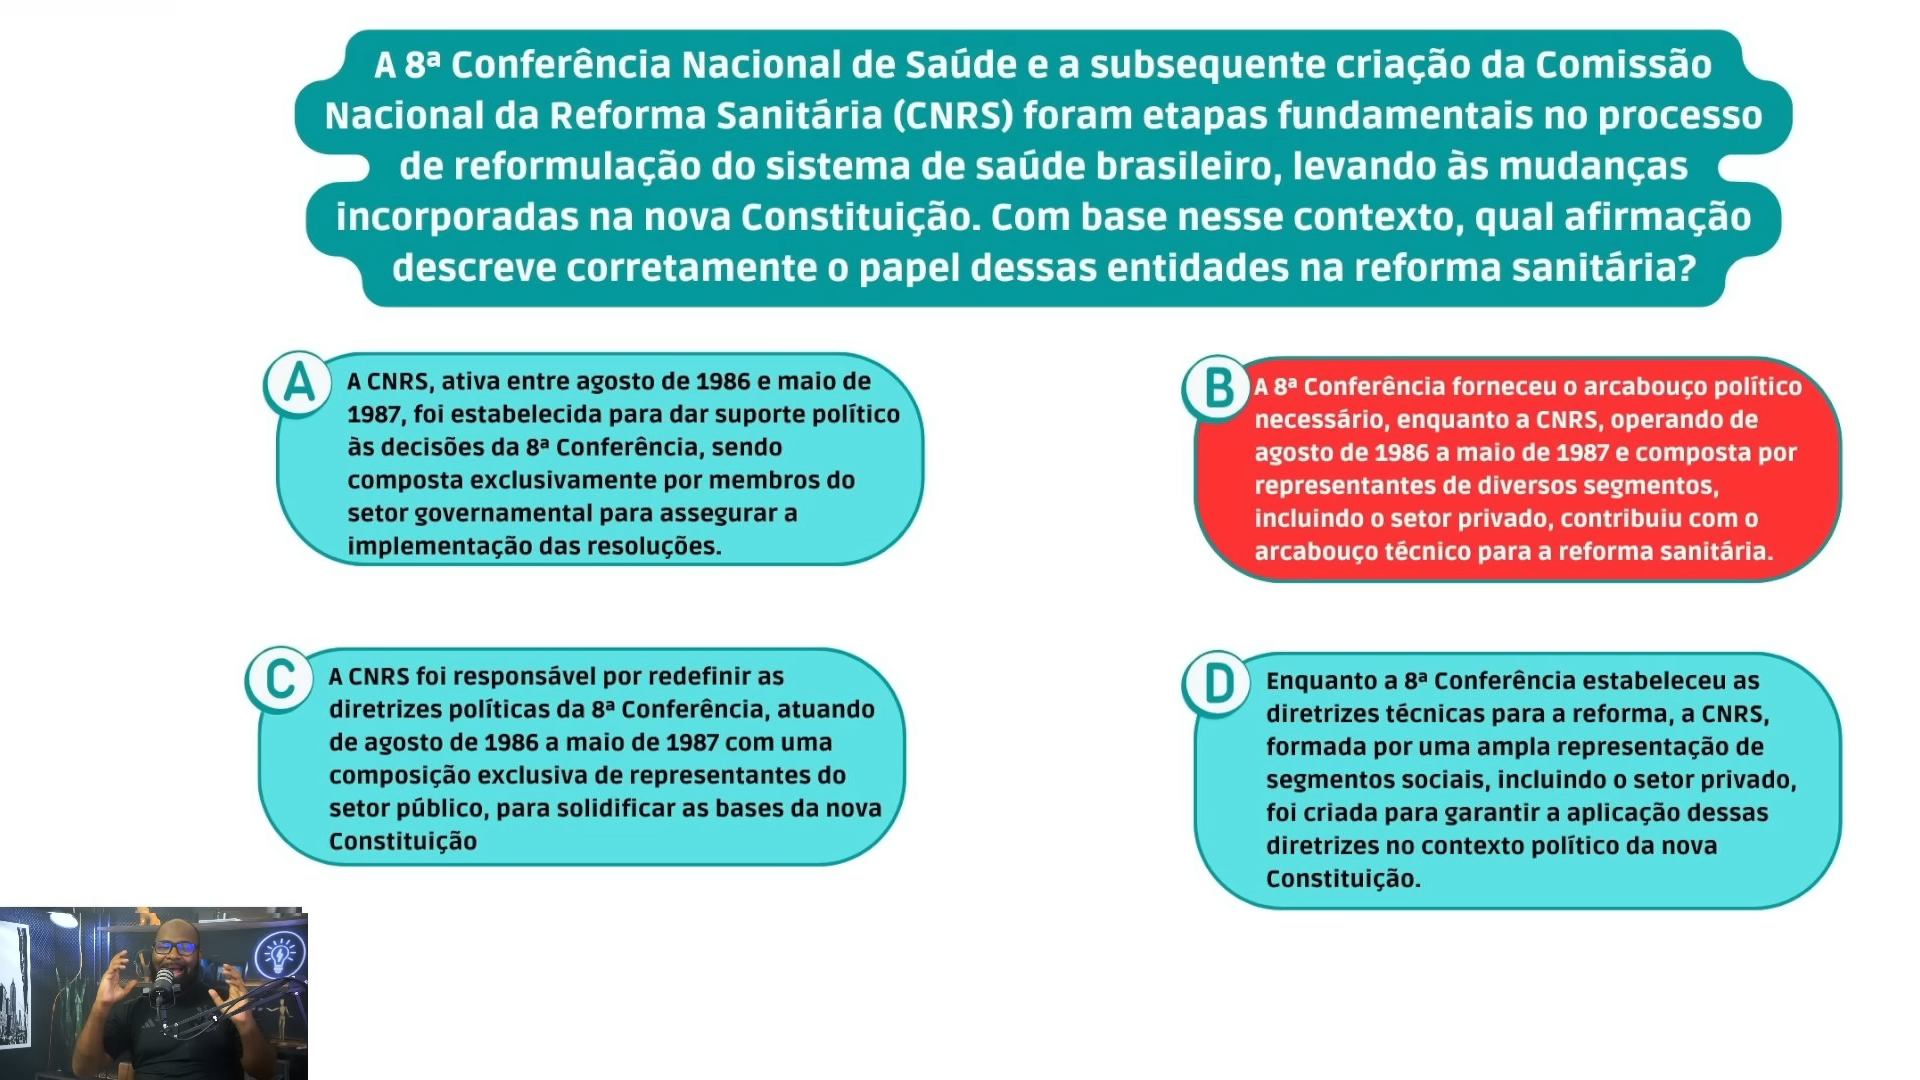 A 8ª Conferência Nacional de Saúde e a subsequente criação da Comissão
Nacional da Reforma Sanitária (CNRS) foram etapas fundamentais no processo
de reformulação do sistema de saúde brasileiro, levando às mudanças
incorporadas na nova Constituição. Com base nesse contexto, qual afirmação
descreve corretamente o papel dessas entidades na reforma sanitária?
A
A CNRS, ativa entre agosto de 1986 e maio de
1987, foi estabelecida para dar suporte político
às decisões da 8ª Conferência, sendo
composta exclusivamente por membros do
setor governamental para assegurar a
implementação das resoluções.
B
A 8ª Conferência forneceu o arcabouço político
necessário, enquanto a CNRS, operando de
agosto de 1986 a maio de 1987 e composta por
representantes de diversos segmentos,
incluindo o setor privado, contribuiu com o
arcabouço técnico para a reforma sanitária.
C
A CNRS foi responsável por redefinir as
diretrizes políticas da 8ª Conferência, atuando
de agosto de 1986 a maio de 1987 com uma
composição exclusiva de representantes do
setor público, para solidificar as bases da nova
Constituição
D
Enquanto a 8ª Conferência estabeleceu as
diretrizes técnicas para a reforma, a CNRS,
formada por uma ampla representação de
segmentos sociais, incluindo o setor privado,
foi criada para garantir a aplicação dessas
diretrizes no contexto político da nova
Constituição.